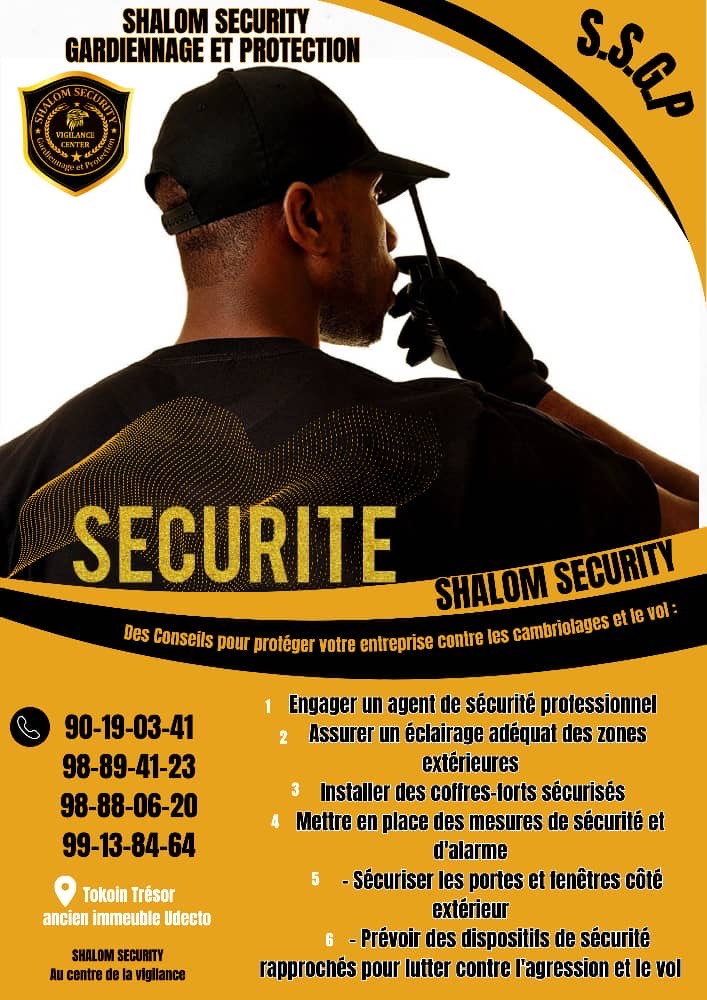 SHALOM SECURITY
GARDIENNAGE ET PROTECTION
S.S.G.P
SHALOM SECURITY
VIGILANCE
CENTER
Gardiennage et Protection
SECURITE
SHALOM SECURITY
Des Conseils pour protéger votre entreprise contre les cambriolages et le vol :
90-19-03-41
98-89-41-23
98-88-06-20
99-13-84-64
Tokoin Trésor
ancien immeuble Udecto
SHALOM SECURITY
Au centre de la vigilance
1 Engager un agent de sécurité professionnel
2 Assurer un éclairage adéquat des zones
extérieures
3 Installer des coffres-forts sécurisés
4 Mettre en place des mesures de sécurité et
d'alarme
5 - Sécuriser les portes et fenêtres côté
extérieur
6 - Prévoir des dispositifs de sécurité
rapprochés pour lutter contre l'agression et le vol